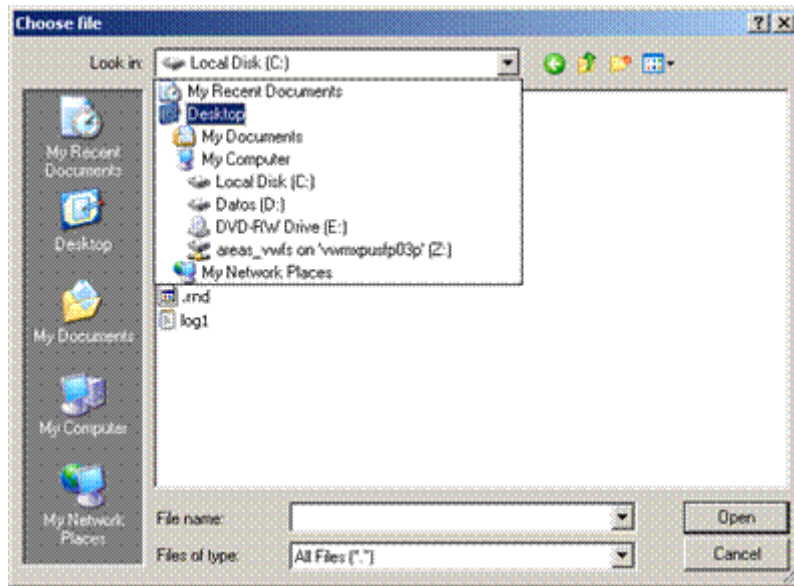 Choose file
Look in:
Local Disk (C:)
My Recent Documents
Desktop
My Documents
My Computer
Local Disk (C:)
Datos (D:)
DVD-RW Drive (E:)
areas_vwfs on 'vwmxpusfp03p' (Z:)
My Network Places
.rnd
log1
My Recent
Documents
Desktop
My Documents
My Computer
My Network
Places
File name:
Open
Files of type:
All Files (*.*)
Cancel